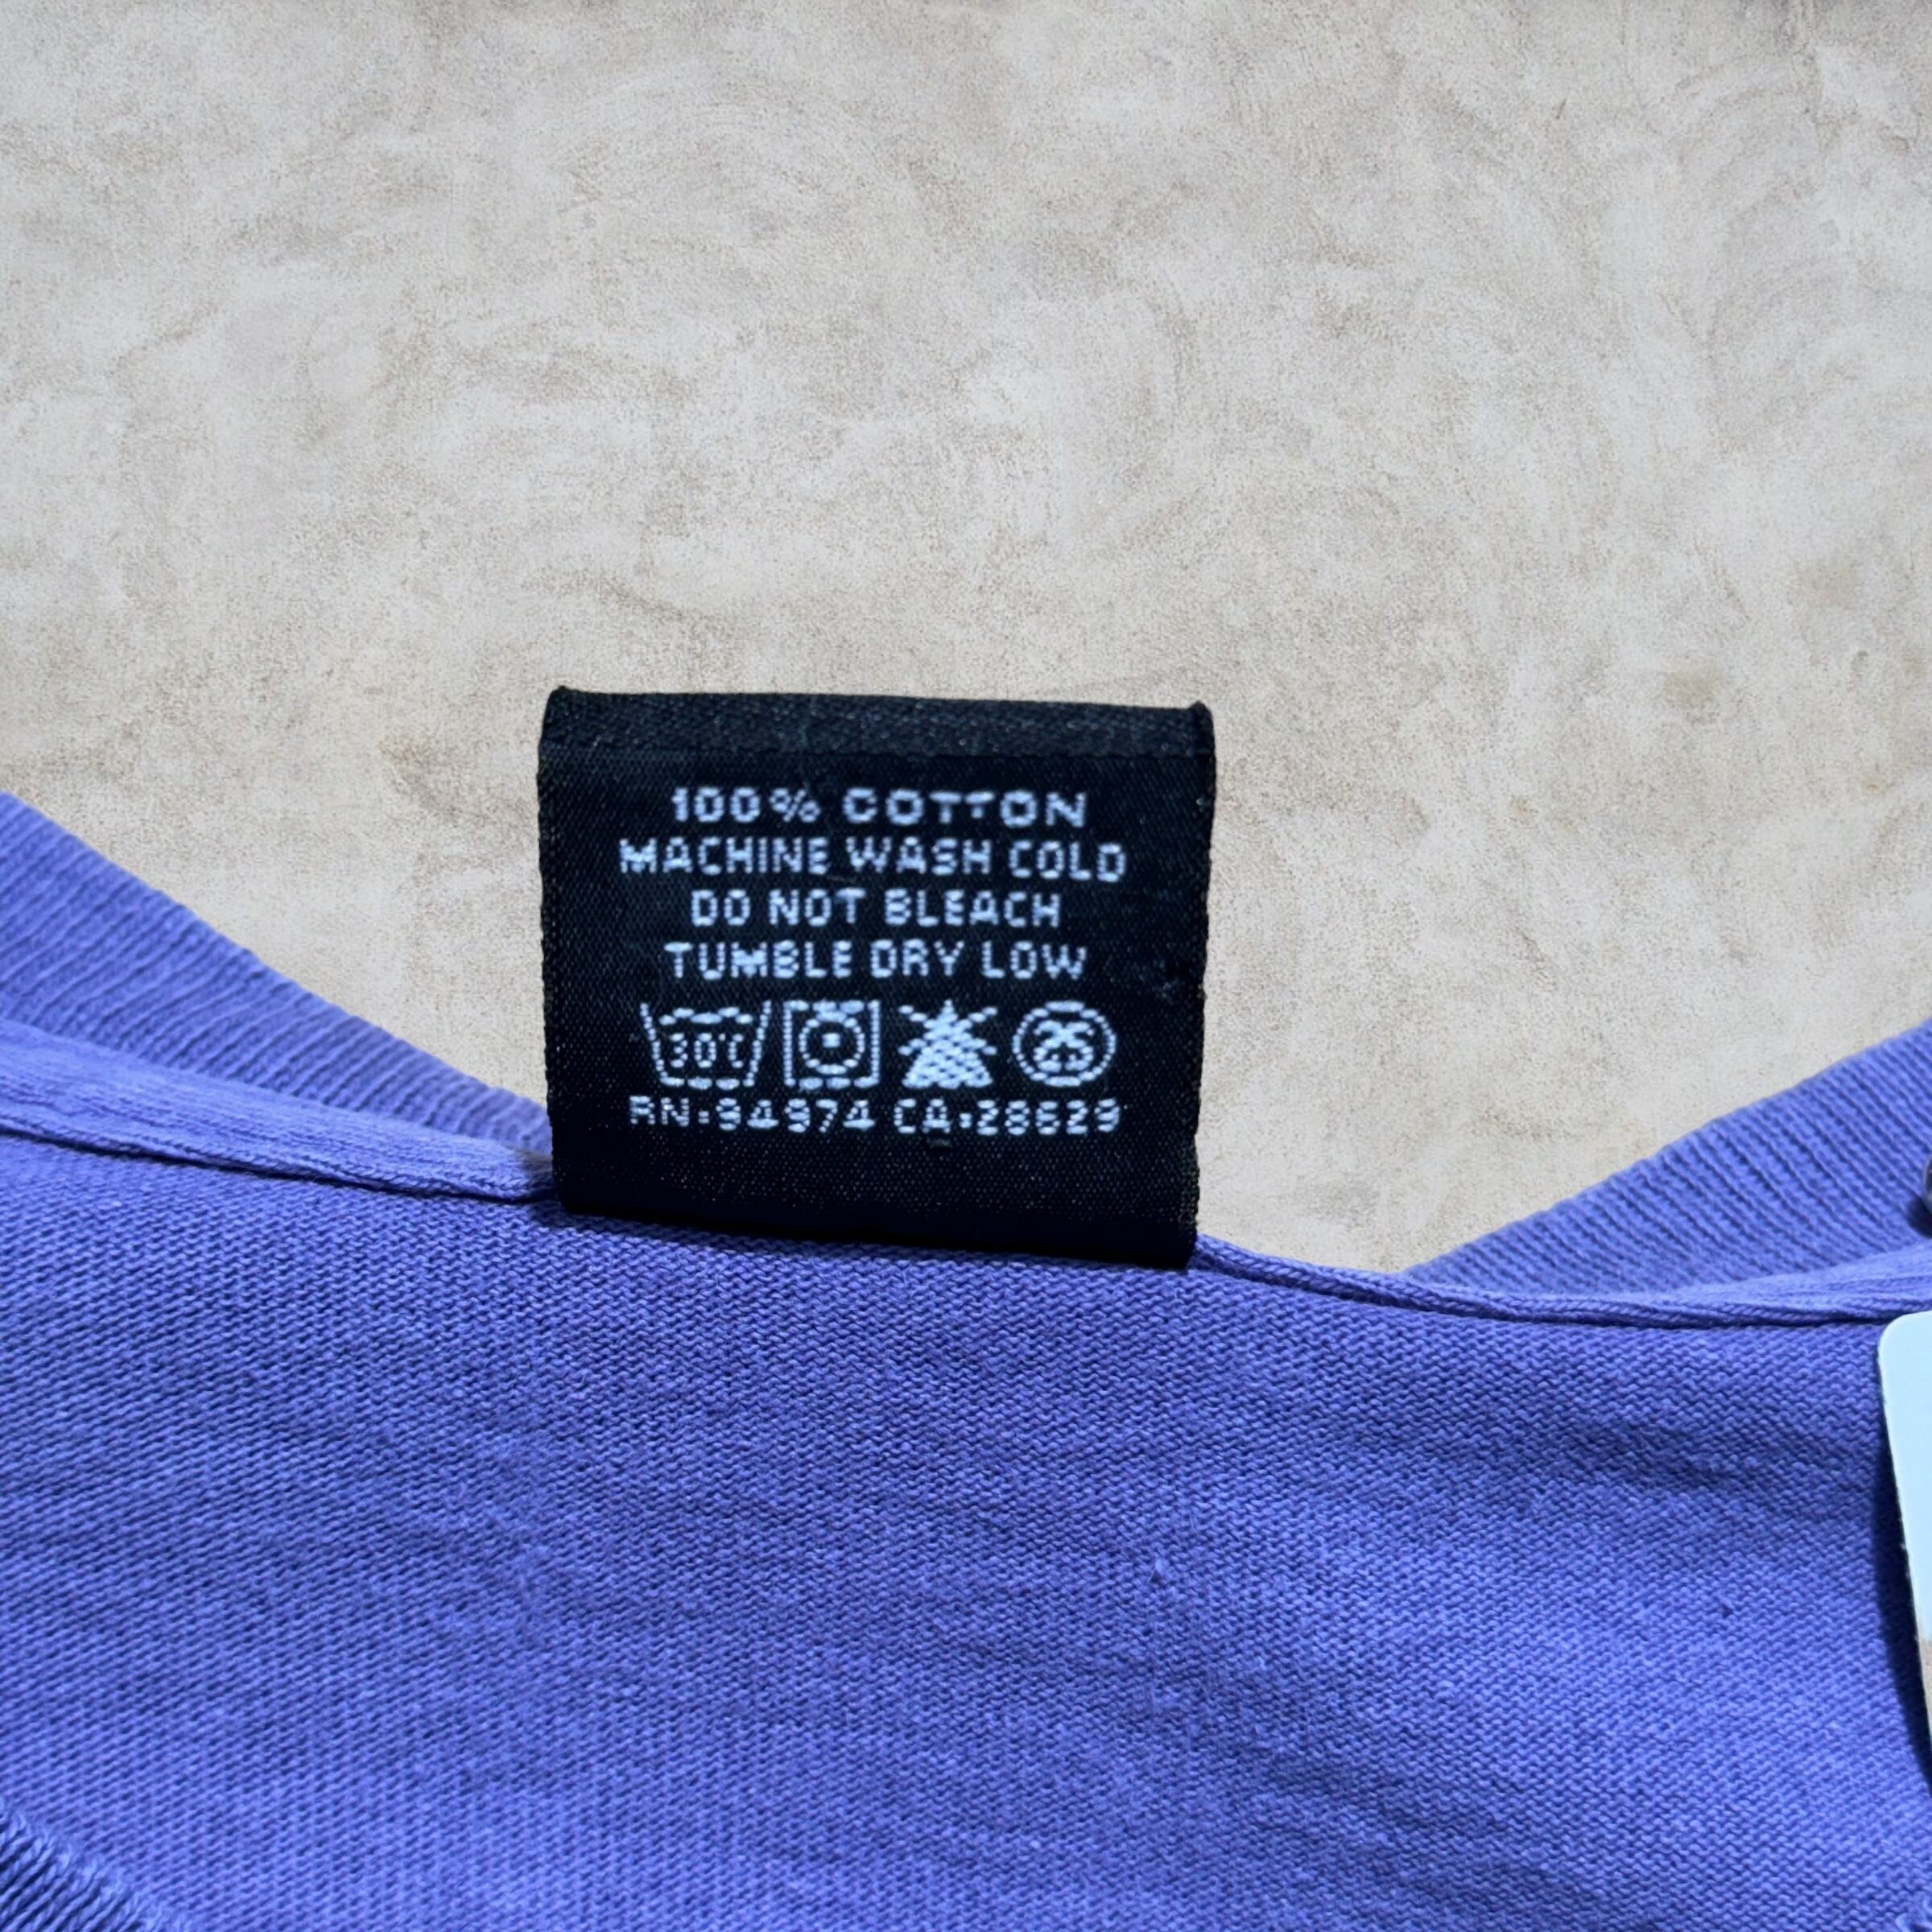 100% COTTON
MACHINE WASH COLD
DO NOT BLEACH
TUMBLE DRY LOW
30°C
RN:94974 CA:28629